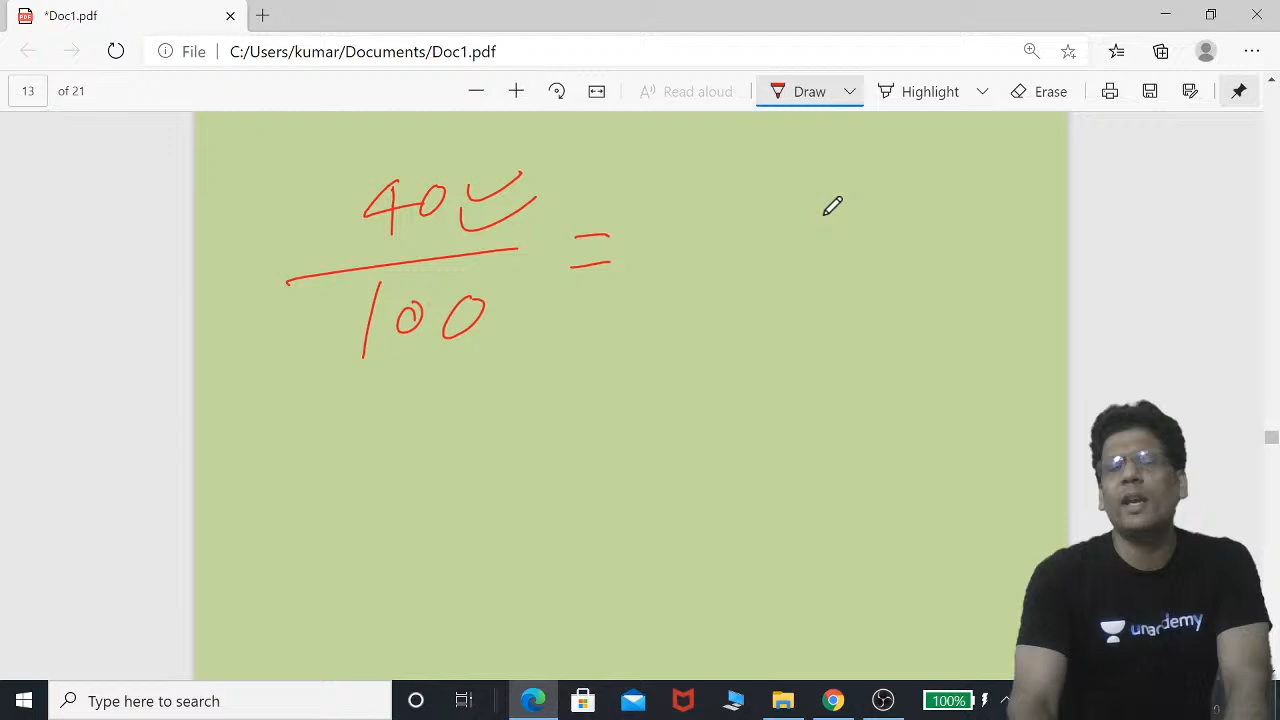 *Doc1.pdf
File C:/Users/kumar/Documents/Doc1.pdf
13 of 21 Read aloud Draw Highlight Erase
40
=
100
unacademy
Type here to search
100%